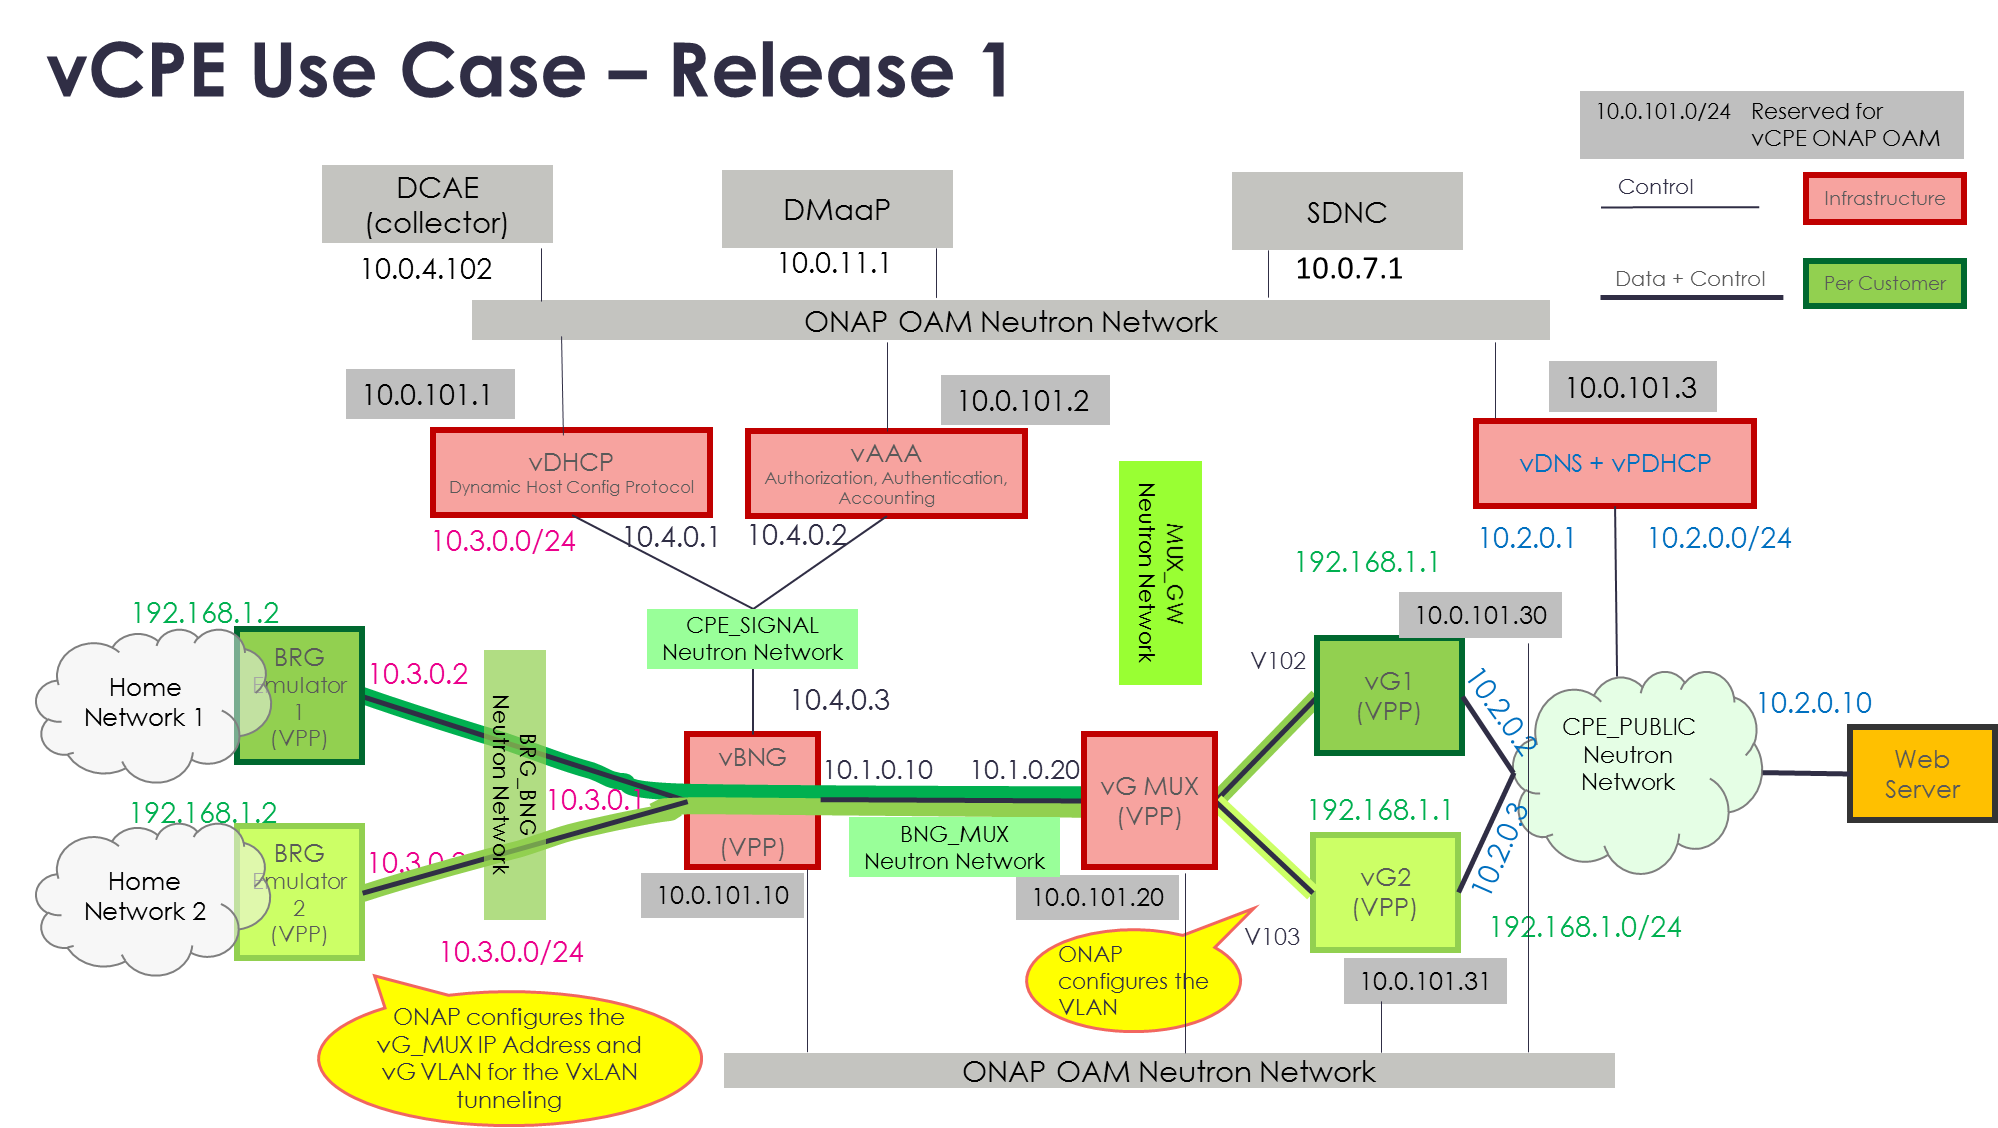 vCPE Use Case – Release 1
10.0.101.0/24 Reserved for
vCPE ONAP OAM
Control
Infrastructure
Data + Control
Per Customer
DCAE
(collector)
10.0.4.102
DMaaP
10.0.11.1
SDNC
10.0.7.1
ONAP OAM Neutron Network
10.0.101.1
10.0.101.2
10.0.101.3
vDHCP
Dynamic Host Config Protocol
vAAA
Authorization, Authentication,
Accounting
vDNS + vPDHCP
10.3.0.0/24
10.4.0.1
10.4.0.2
10.2.0.1
10.2.0.0/24
MUX_GW
Neutron Network
192.168.1.1
10.0.101.30
CPE_SIGNAL
Neutron Network
10.4.0.3
192.168.1.2
Home
Network 1
BRG
Emulator
1
(VPP)
10.3.0.2
BRG_BNG
Neutron Network
10.3.0.1
vBNG
(VPP)
10.1.0.10
10.1.0.20
vG MUX
(VPP)
V102
vG1
(VPP)
10.2.0.2
CPE_PUBLIC
Neutron
Network
10.2.0.10
Web
Server
192.168.1.2
Home
Network 2
BRG
Emulator
2
(VPP)
10.3.0.0/24
BNG_MUX
Neutron Network
10.0.101.10
10.0.101.20
192.168.1.1
vG2
(VPP)
10.2.0.3
V103
192.168.1.0/24
10.0.101.31
ONAP
configures the
VLAN
ONAP configures the
vG_MUX IP Address and
vG VLAN for the VxLAN
tunneling
ONAP OAM Neutron Network